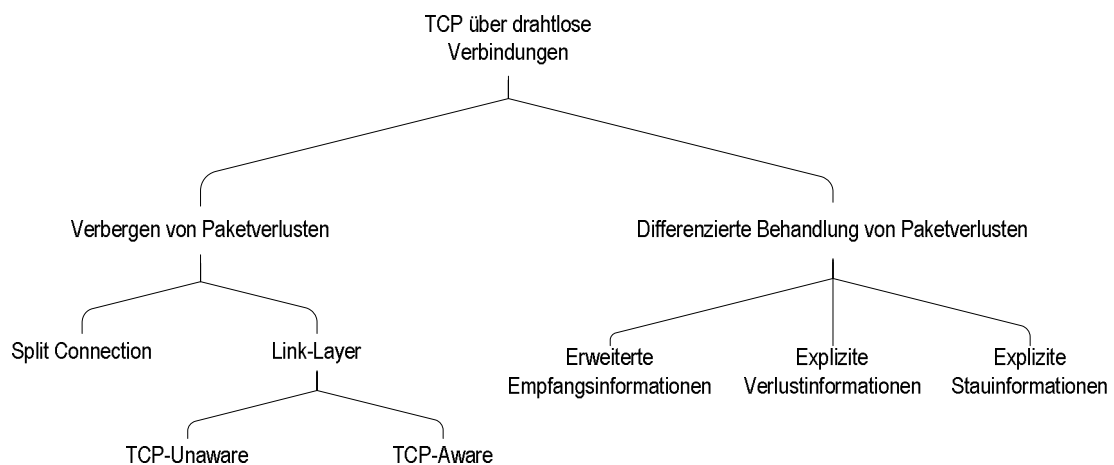 TCP über drahtlose
Verbindungen
Verbergen von Paketverlusten
Differenzierte Behandlung von Paketverlusten
Split Connection
Link-Layer
Erweiterte
Empfangsinformationen
Explizite
Verlustinformationen
Explizite
Stauinformationen
TCP-Unaware
TCP-Aware